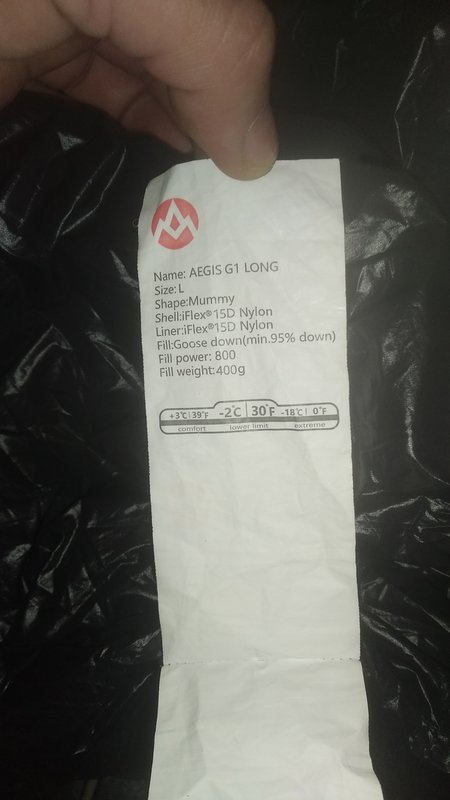 Name: AEGIS G1 LONG
Size: L
Shape:Mummy
Shell:iFlex®15D Nylon
Liner:iFlex®15D Nylon
Fill:Goose down(min.95% down)
Fill power: 800
Fill weight:400g
+3℃|39°F -2℃|30°F -18℃|0°F
comfort lower limit extreme